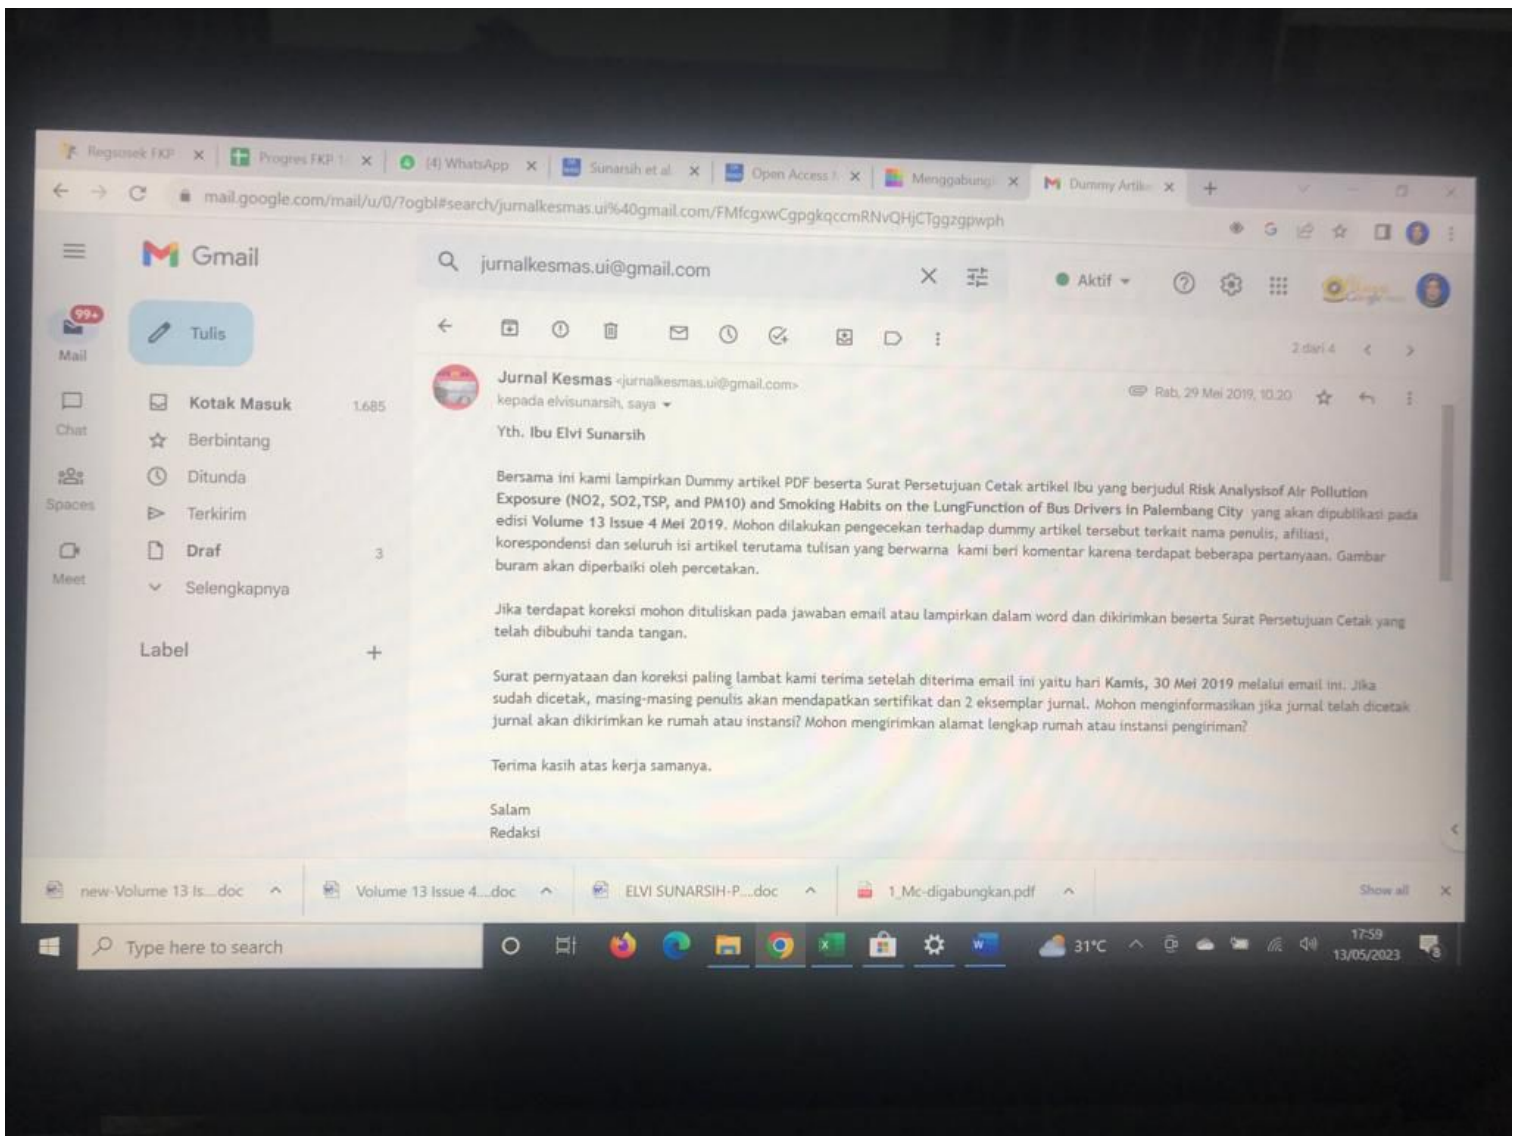 Regsosek FKP
Progres FKP 1
(4) WhatsApp
Sunarsih et al
Open Access
Menggabung
Dummy Artik
mail.google.com/mail/u/0/?ogbl#search/jurnalkesmas.ui%40gmail.com/FMfcgxwCgpgkqccmRNvQHjCTggzgpwph
Gmail
jurnalkesmas.ui@gmail.com
Aktif
99+
Mail
Tulis
2 dari 4
Jurnal Kesmas <jurnalkesmas.ui@gmail.com>
Rab, 29 Mei 2019, 10.20
kepada elvisunarsih, saya
Kotak Masuk 1.685
Chat
Berbintang
Ditunda
Spaces
Terkirim
Draf 3
Meet
Selengkapnya
Label
Yth. Ibu Elvi Sunarsih
Bersama ini kami lampirkan Dummy artikel PDF beserta Surat Persetujuan Cetak artikel Ibu yang berjudul Risk Analysisof Air Pollution
Exposure (NO2, SO2,TSP, and PM10) and Smoking Habits on the LungFunction of Bus Drivers in Palembang City yang akan dipublikasi pada
edisi Volume 13 Issue 4 Mei 2019. Mohon dilakukan pengecekan terhadap dummy artikel tersebut terkait nama penulis, afiliasi,
korespondensi dan seluruh isi artikel terutama tulisan yang berwarna kami beri komentar karena terdapat beberapa pertanyaan. Gambar
buram akan diperbaiki oleh percetakan.
Jika terdapat koreksi mohon dituliskan pada jawaban email atau lampirkan dalam word dan dikirimkan beserta Surat Persetujuan Cetak yang
telah dibubuhi tanda tangan.
Surat pernyataan dan koreksi paling lambat kami terima setelah diterima email ini yaitu hari Kamis, 30 Mei 2019 melalui email ini. Jika
sudah dicetak, masing-masing penulis akan mendapatkan sertifikat dan 2 eksemplar jurnal. Mohon menginformasikan jika jurnal telah dicetak
jurnal akan dikirimkan ke rumah atau instansi? Mohon mengirimkan alamat lengkap rumah atau instansi pengiriman?
Terima kasih atas kerja samanya.
Salam
Redaksi
new-Volume 13 Is....doc
Volume 13 Issue 4....doc
ELVI SUNARSIH-P....doc
1_Mc-digabungkan.pdf
Show all
Type here to search
31°C
17:59
13/05/2023